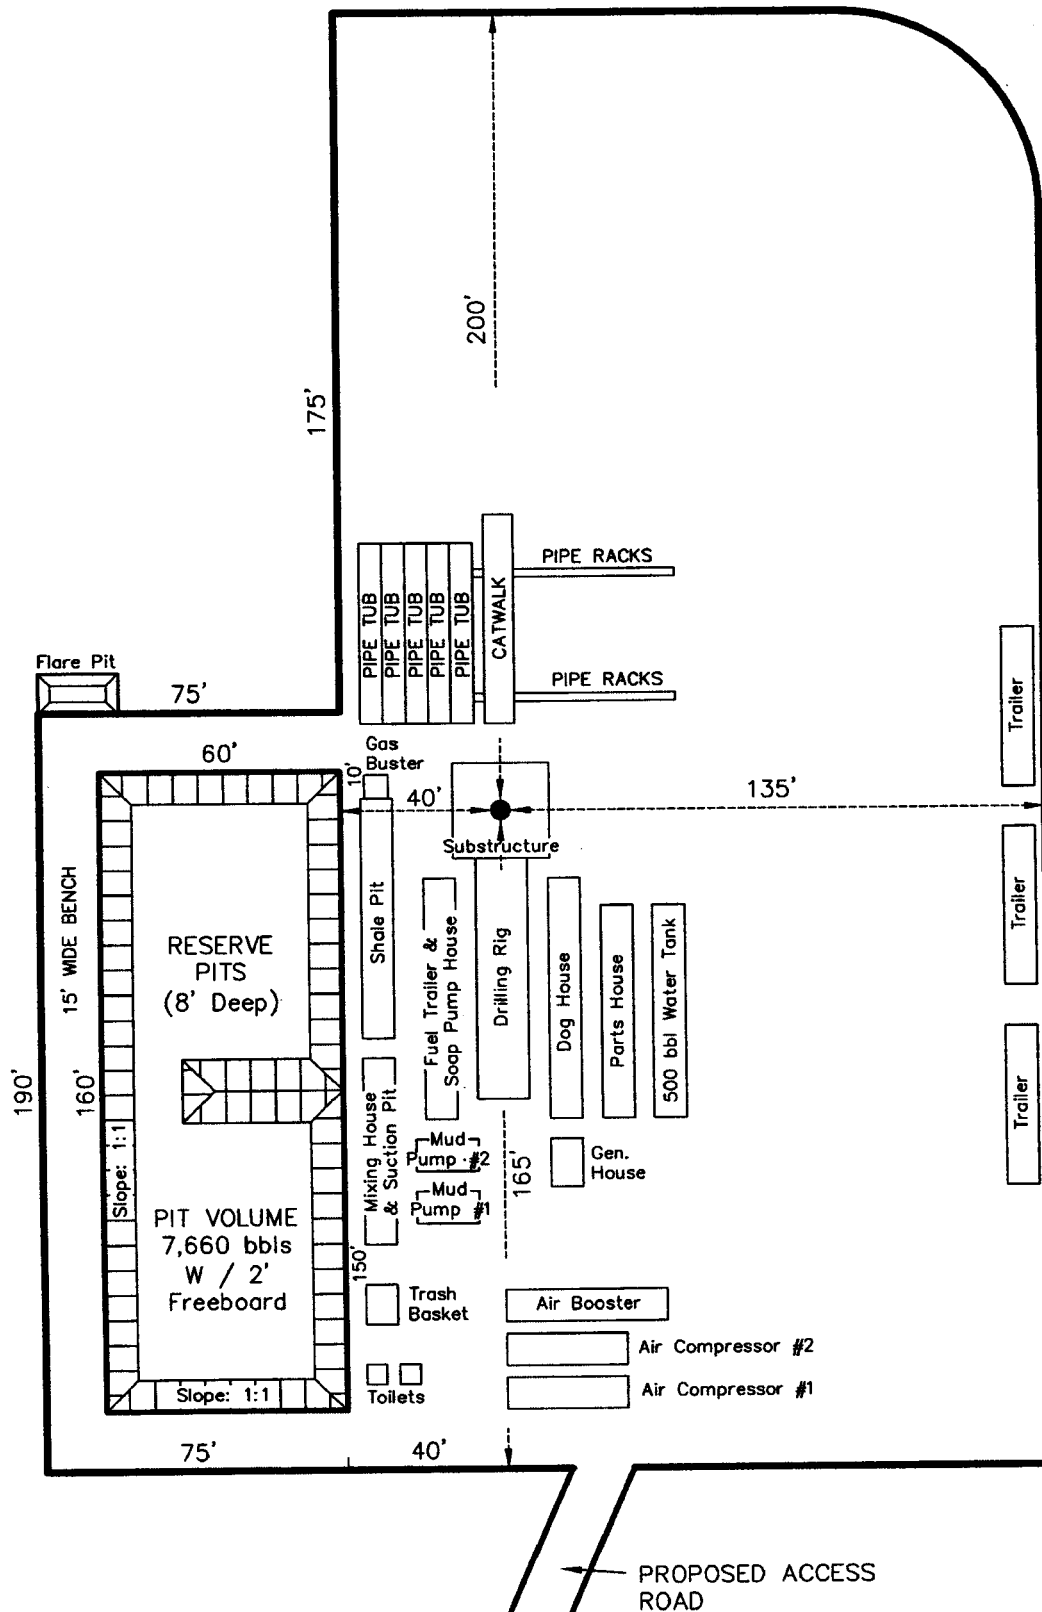 200'
175'
PIPE RACKS
PIPE TUB
PIPE TUB
PIPE TUB
PIPE TUB
PIPE TUB
CATWALK
PIPE RACKS
Trailer
Flare Pit
75'
60'
Gas
Buster
10'
40'
135'
Substructure
15' WIDE BENCH
RESERVE
PITS
(8' Deep)
Shale Pit
Fuel Trailer &
Soap Pump House
Drilling Rig
Dog House
Parts House
500 bbl Water Tank
Trailer
190'
160'
Slope: 1:1
Mixing House
& Suction Pit
Mud
Pump #2
Mud
Pump #1
165'
Gen.
House
Trailer
PIT VOLUME
7,660 bbls
W / 2'
Freeboard
150'
Trash
Basket
Air Booster
Air Compressor #2
Toilets
Air Compressor #1
Slope: 1:1
75'
40'
PROPOSED ACCESS
ROAD